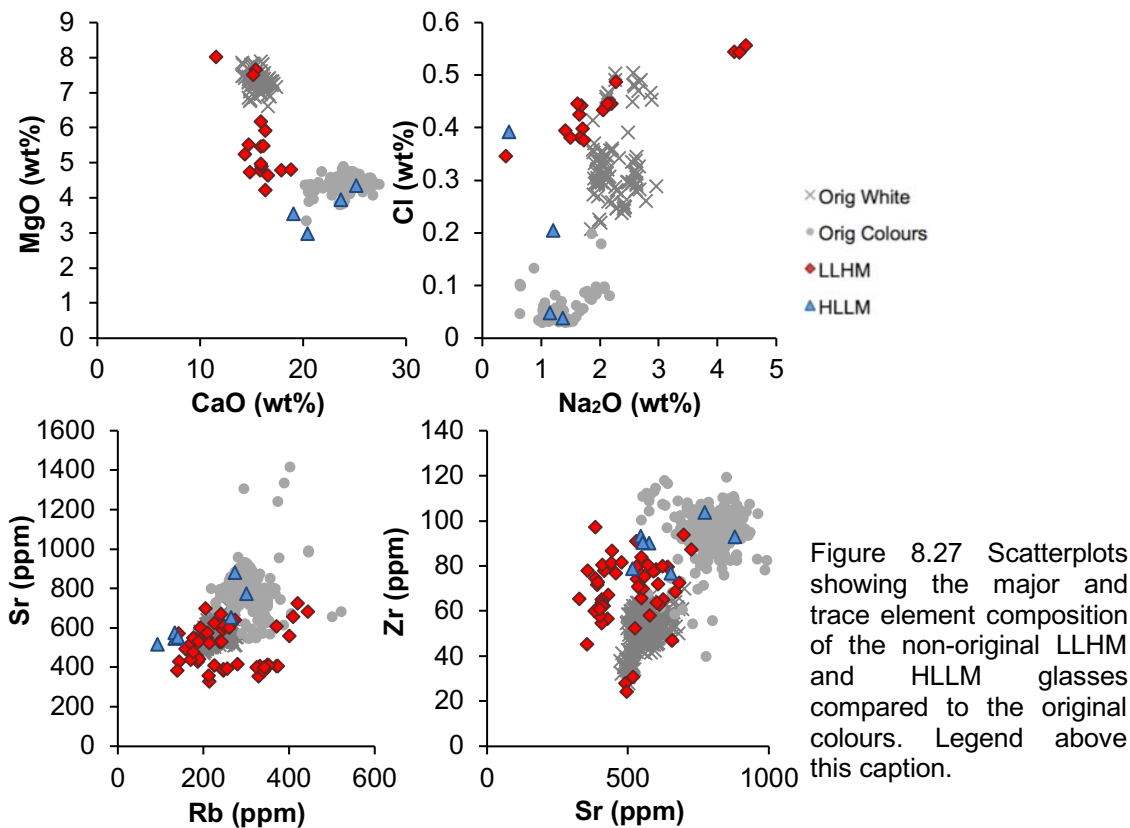 9
8
7
6
5
4
3
2
1
0
MgO (wt%)
0 10 20 30
CaO (wt%)
0.6
0.5
0.4
0.3
0.2
0.1
0
Cl (wt%)
0 1 2 3 4 5
Na₂O (wt%)
Orig White
Orig Colours
LLHM
HLLM
1600
1400
1200
1000
800
600
400
200
0
Sr (ppm)
0 200 400 600
Rb (ppm)
140
120
100
80
60
40
20
0
Zr (ppm)
0 500 1000
Sr (ppm)
Figure 8.27 Scatterplots
showing the major and
trace element composition
of the non-original LLHM
and HLLM glasses
compared to the original
colours. Legend above
this caption.